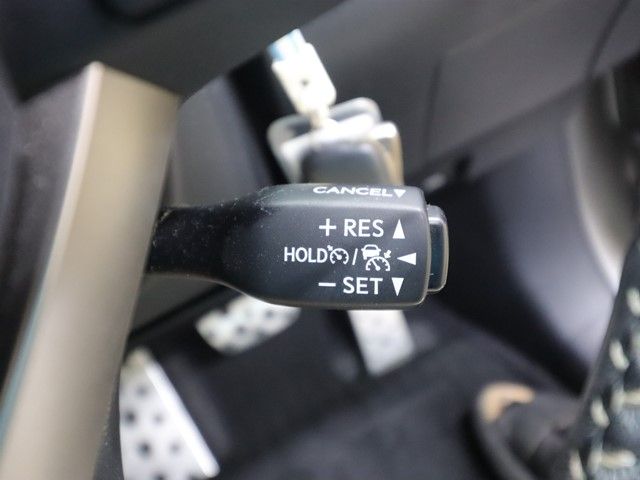 CANCEL▼
+ RES ▲
HOLD / ◄
− SET ▼